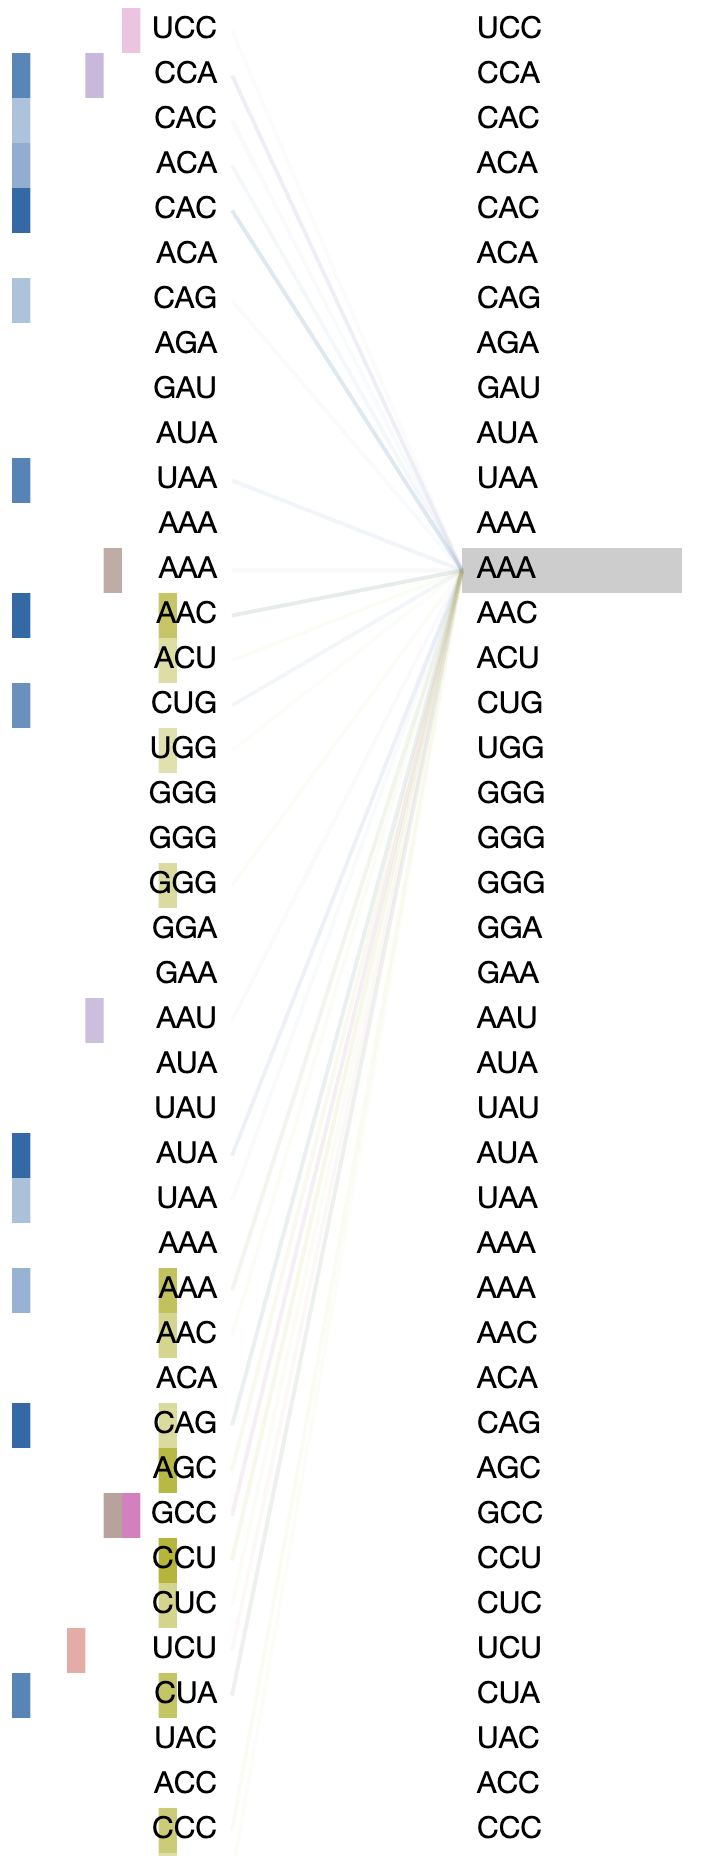 UCC UCC
CCA CCA
CAC CAC
ACA ACA
CAC CAC
ACA ACA
CAG CAG
AGA AGA
GAU GAU
AUA AUA
UAA UAA
AAA AAA
AAA AAA
AAC AAC
ACU ACU
CUG CUG
UGG UGG
GGG GGG
GGG GGG
GGG GGG
GGA GGA
GAA GAA
AAU AAU
AUA AUA
UAU UAU
AUA AUA
UAA UAA
AAA AAA
AAA AAA
AAC AAC
ACA ACA
CAG CAG
AGC AGC
GCC GCC
CCU CCU
CUC CUC
UCU UCU
CUA CUA
UAC UAC
ACC ACC
CCC CCC